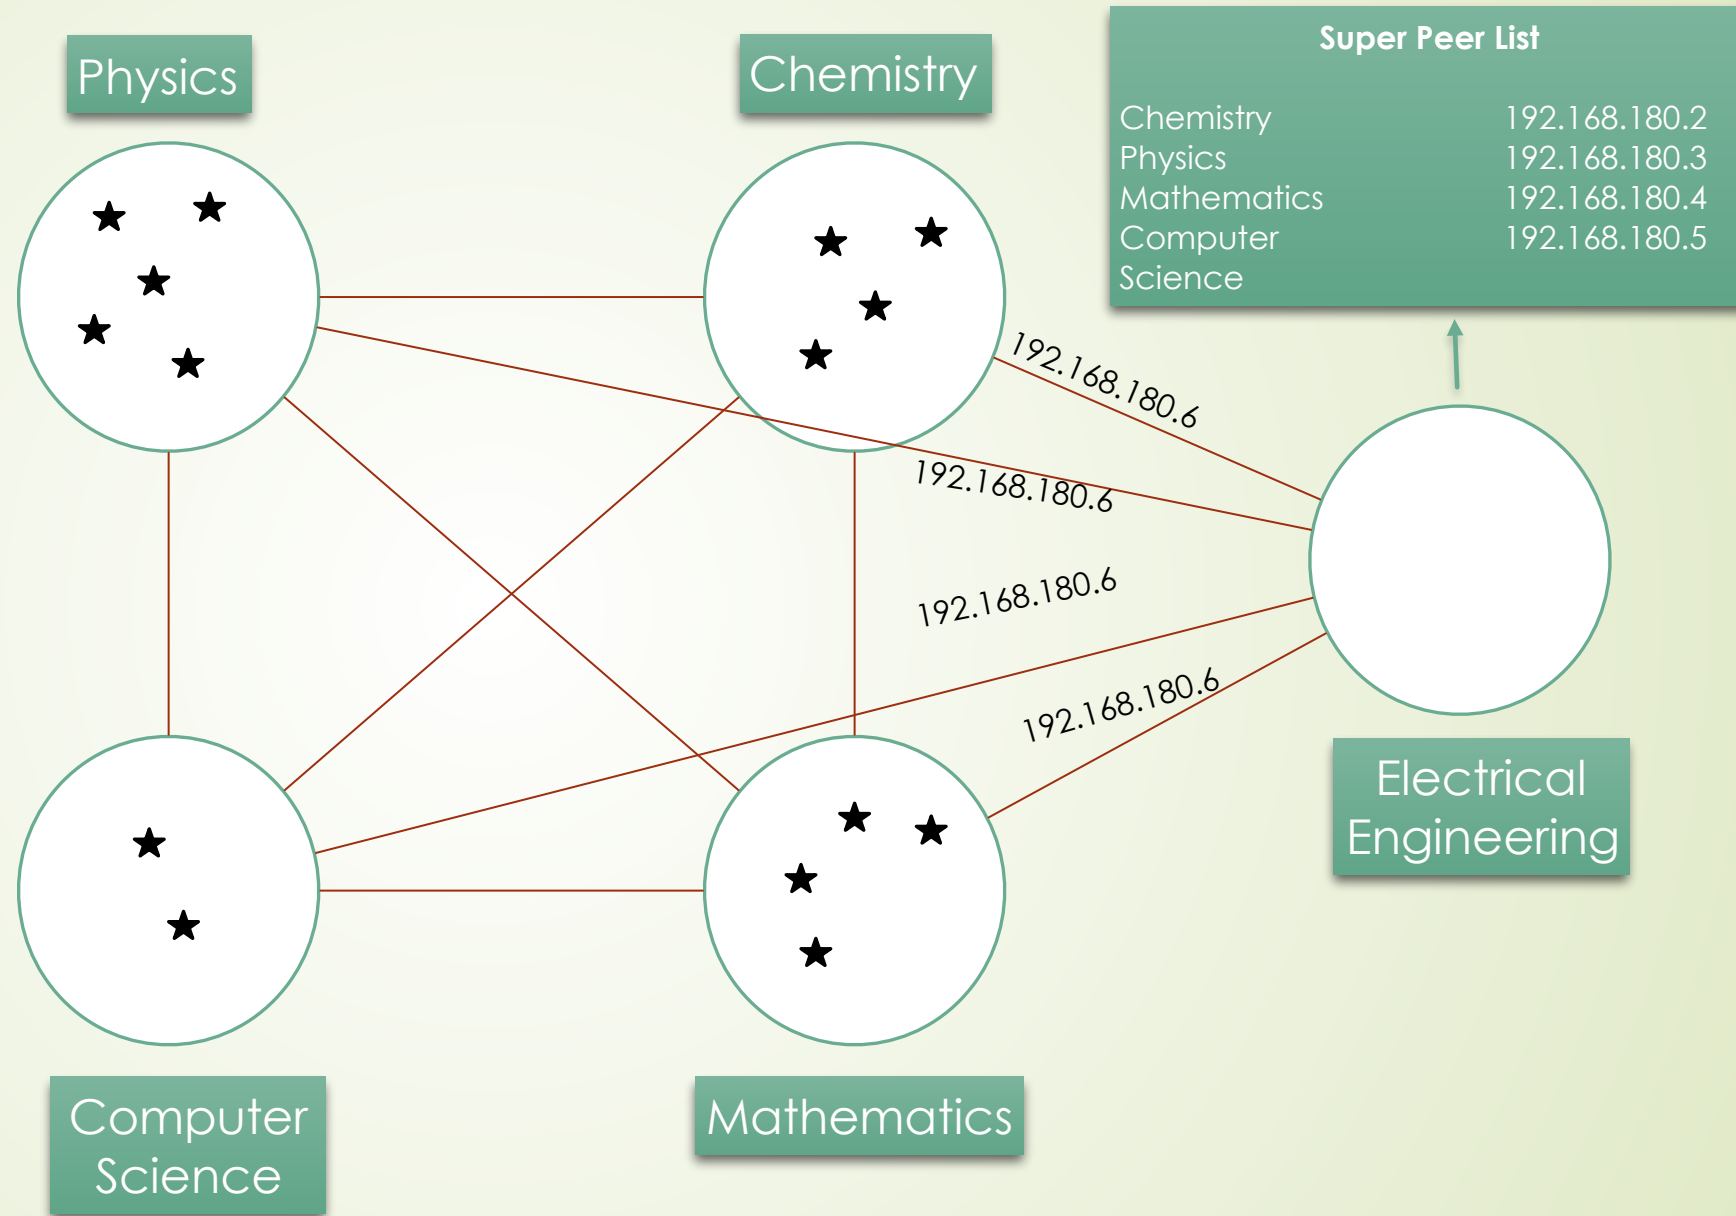 Physics
Chemistry
Super Peer List
Chemistry 192.168.180.2
Physics 192.168.180.3
Mathematics 192.168.180.4
Computer 192.168.180.5
Science
192.168.180.6
192.168.180.6
192.168.180.6
192.168.180.6
Electrical
Engineering
Computer
Science
Mathematics